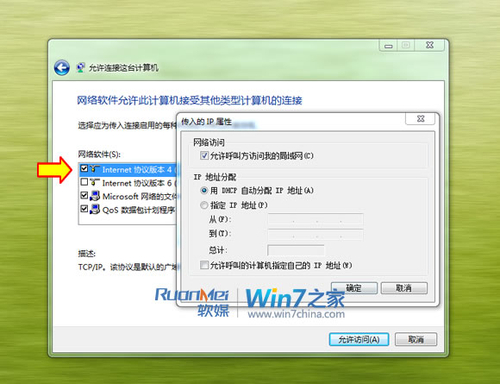 允许连接这台计算机
网络软件允许此计算机接受其他类型计算机的连接
选择应为传入连接启用的每种
网络软件(S):
Internet 协议版本 4 (
Internet 协议版本 6 (
Microsoft 网络的文件
QoS 数据包计划程序
描述:
TCP/IP。该协议是默认的广域
传入的 IP 属性
网络访问
允许呼叫方访问我的局域网(C)
IP 地址分配
用 DHCP 自动分配 IP 地址(A)
指定 IP 地址(P)
从(F):
到(T):
总计:
允许呼叫的计算机指定自己的 IP 地址(W)
确定
取消
RuanMei
软媒
Win7之家
www.win7china.com
允许访问(A)
取消